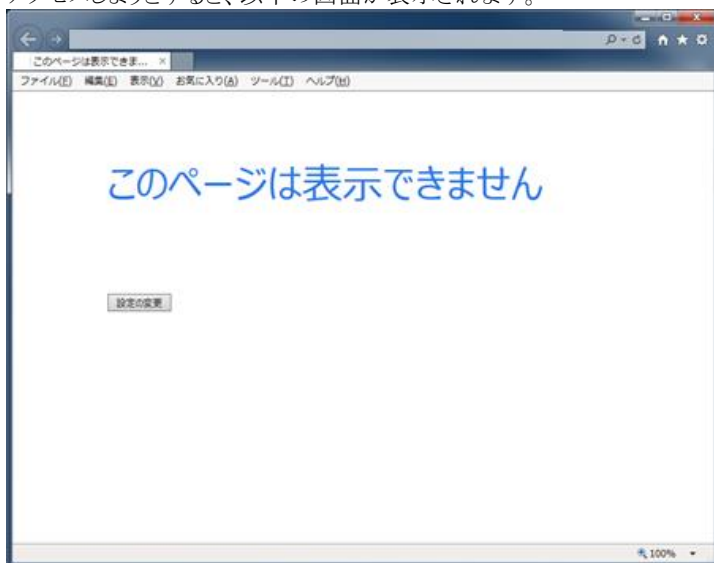 アクセスしようとすると、以下の画面が表示されます。
このページは表示できま... ×
ファイル(F) 編集(E) 表示(V) お気に入り(A) ツール(T) ヘルプ(H)
このページは表示できません
設定の変更
100%